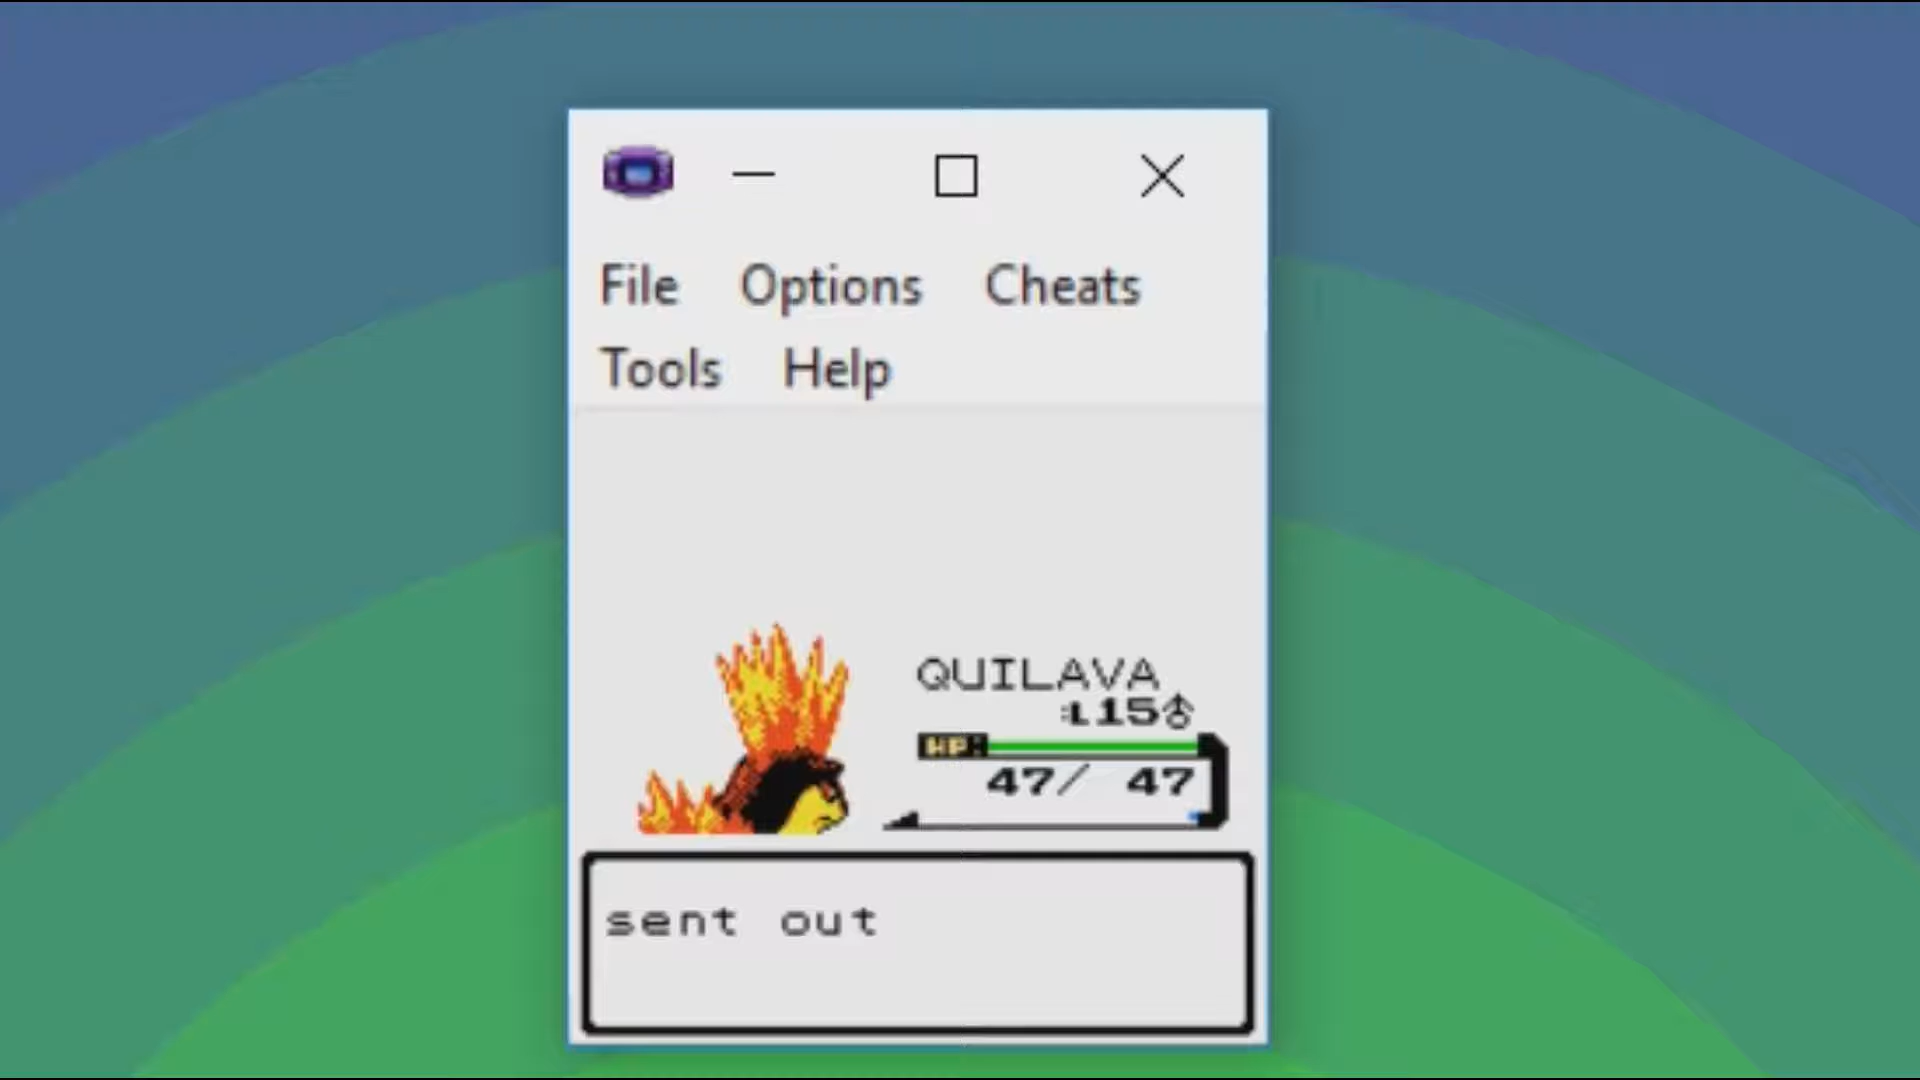 File Options Cheats
Tools Help
QUILAVA
:L15♂
HP:
47/ 47
sent out